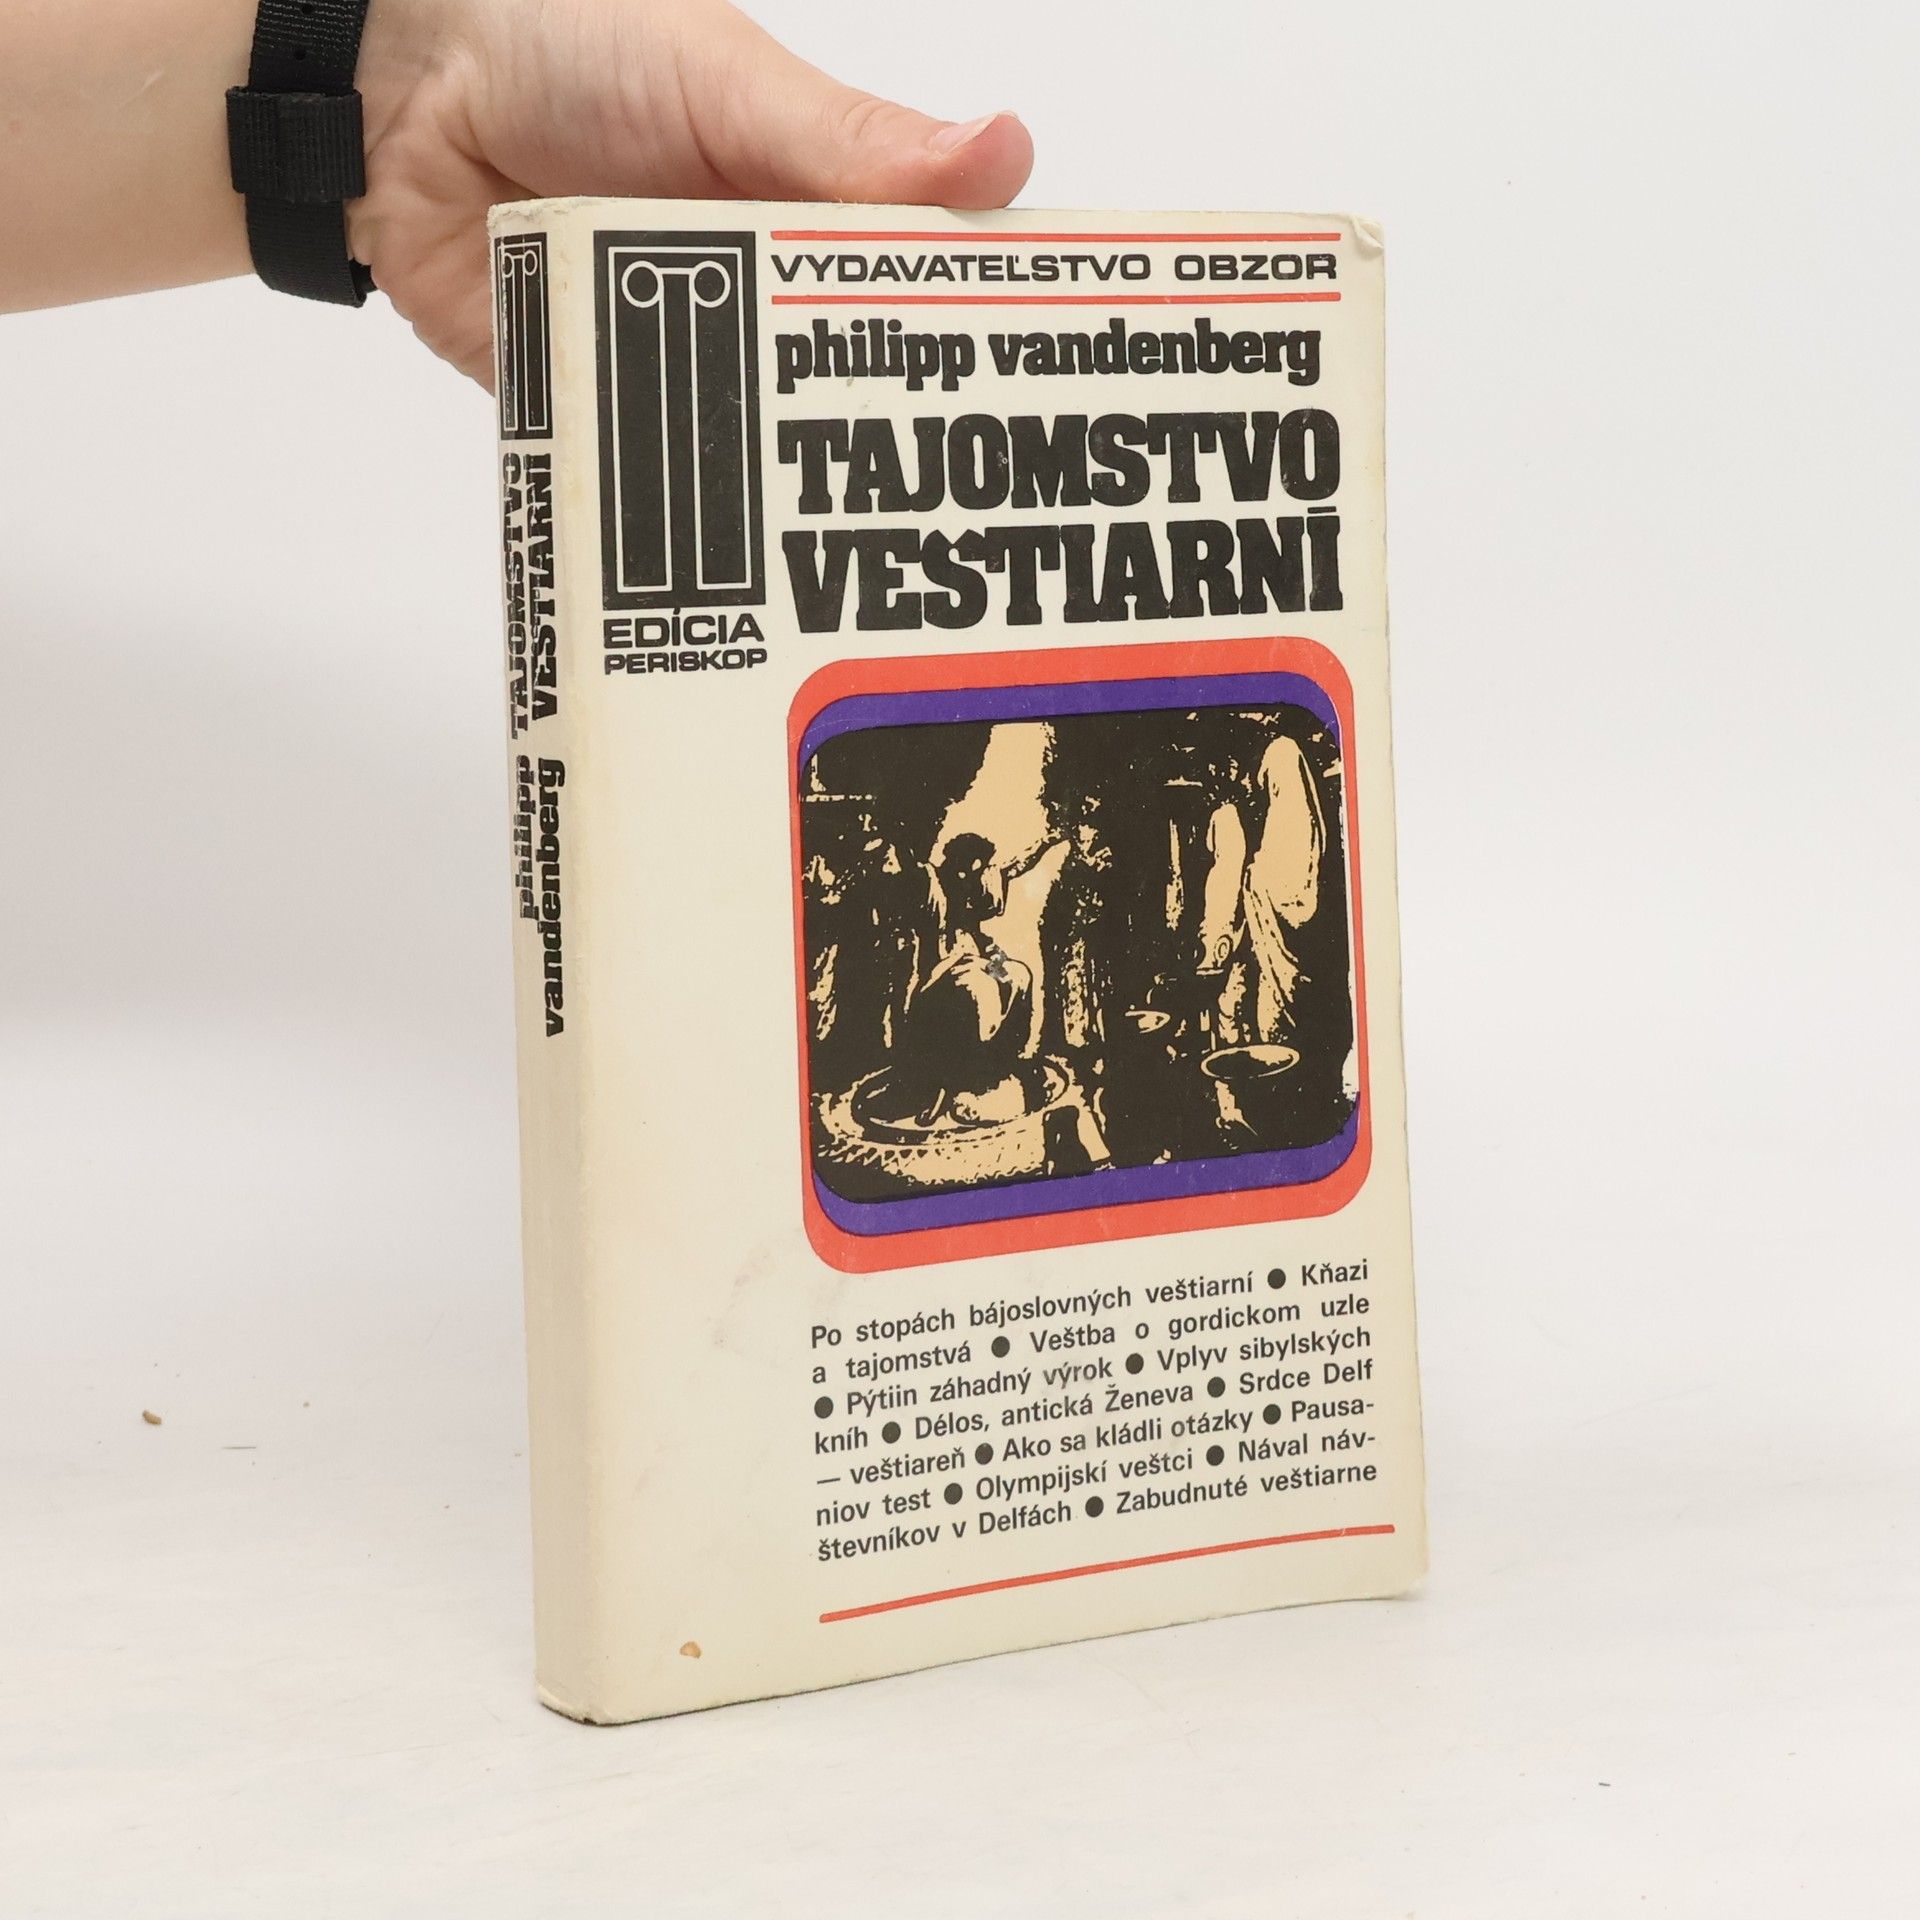 VYDAVATEĽSTVO OBZOR
philipp vandenberg
TAJOMSTVO
VEŠTIARNÍ
EDÍCIA
PERISKOP
Po stopách bájoslovných veštiarní ● Kňazi
a tajomstvá ● Veštba o gordickom uzle
● Pýtiin záhadný výrok ● Vplyv sibylských
kníh ● Délos, antická Ženeva ● Srdce Delf
— veštiareň ● Ako sa kládli otázky ● Pausa-
niov test ● Olympijskí veštci ● Nával náv-
števníkov v Delfách ● Zabudnuté veštiarne
philipp
vandenberg
TAJOMSTVO
VEŠTIARNÍ